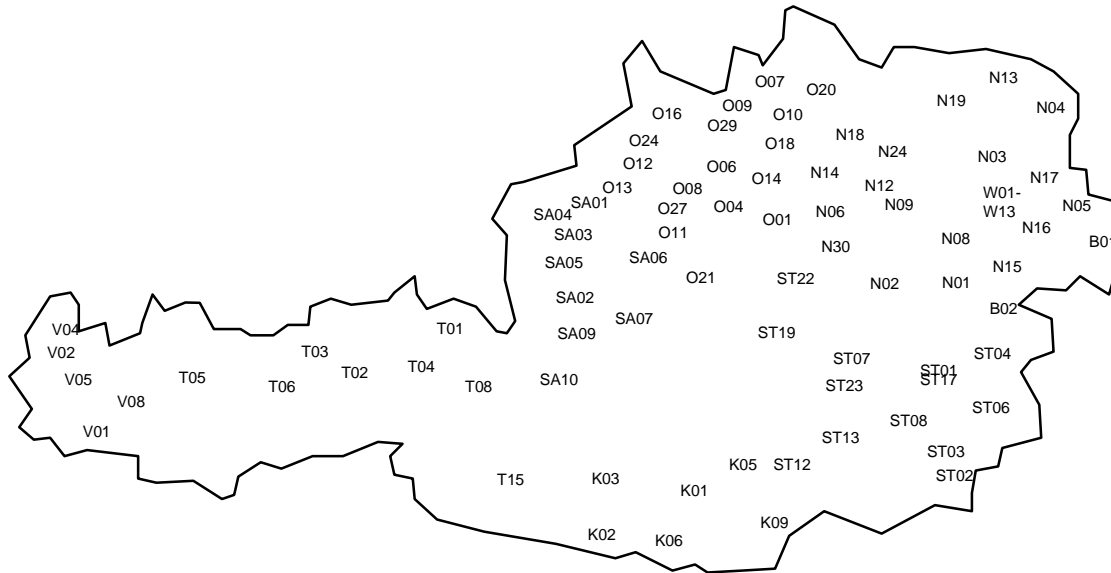 N13
O07
O20
N19
O09
N04
O16
O10
O29
N18
O24
O18
N24
N03
O12
O06
N14
O14
N17
O13
O08
N12
W01-
W13
SA01
O27
O04
N09
N05
SA04
N06
O01
N16
SA03
O11
N08
B01
N30
SA06
SA05
N15
O21
ST22
N02
N01
SA02
B02
SA07
V04
T01
SA09
ST19
V02
T03
ST04
ST07
T04
ST01
T02
V05
T05
SA10
ST17
T06
T08
ST23
V08
ST06
ST08
V01
ST13
ST03
K05
ST12
ST02
T15
K03
K01
K09
K02
K06